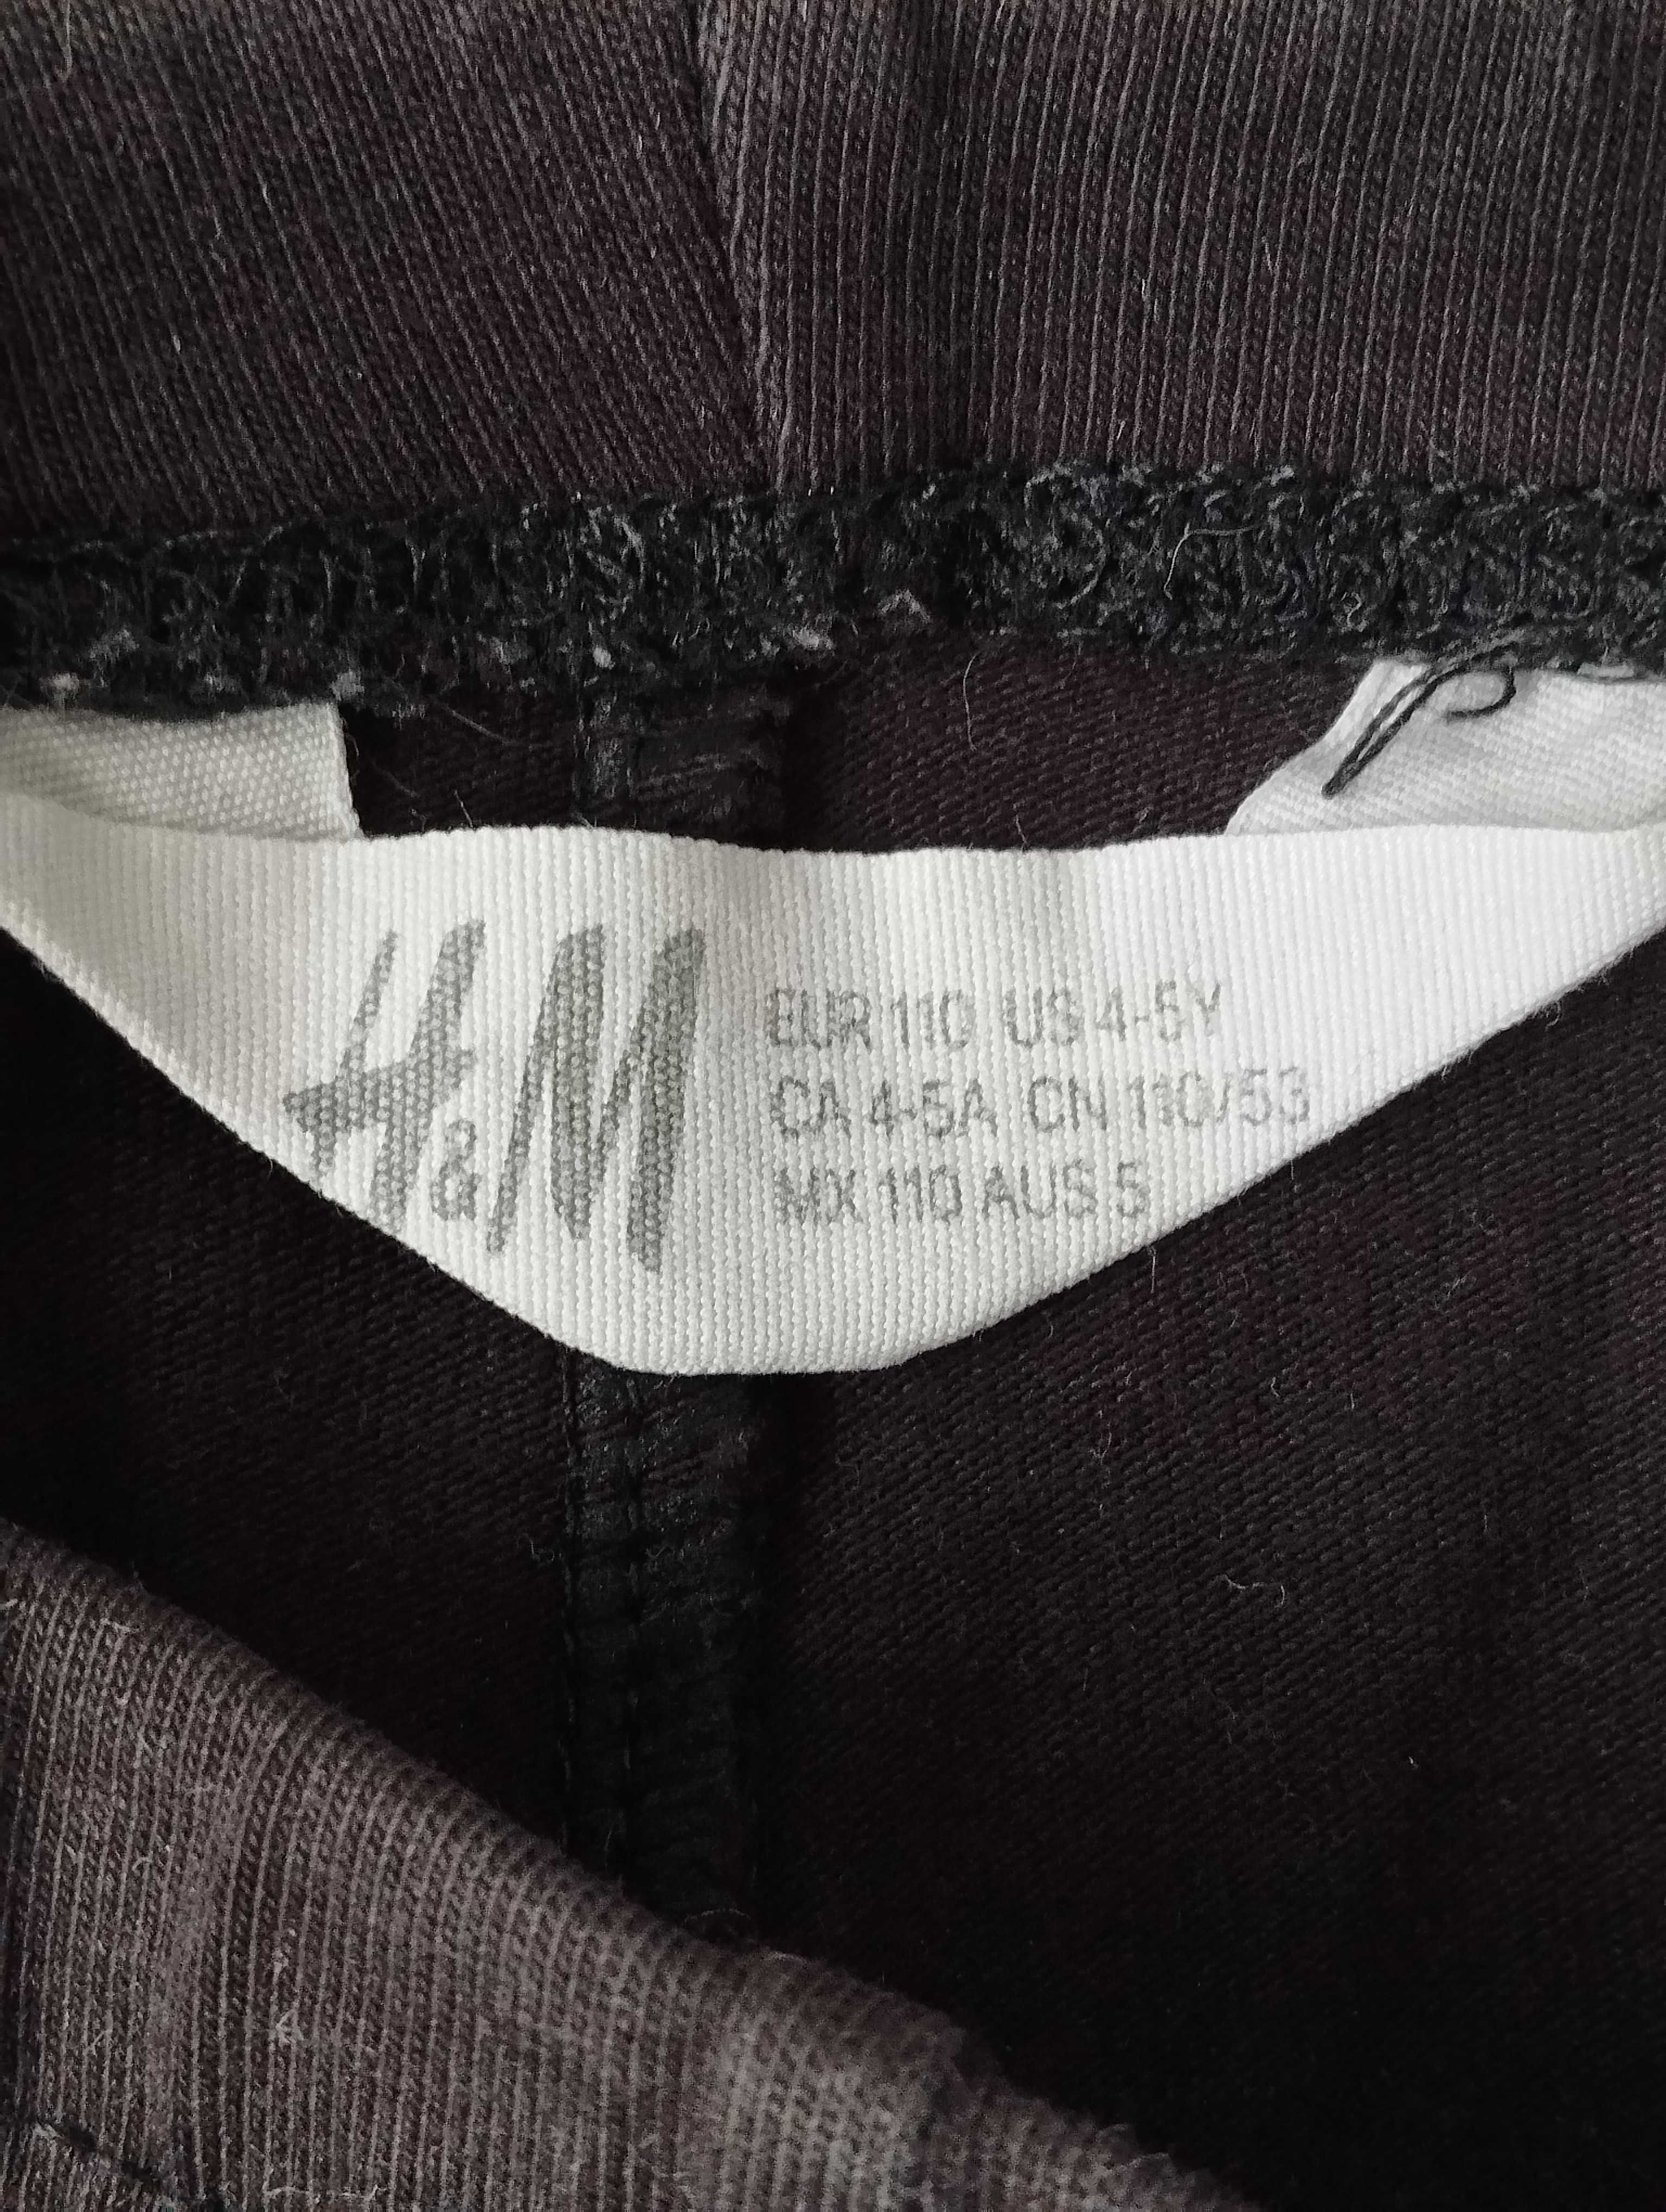 H&M
EUR 110 US 4-5Y
CA 4-5A CN 110/53
MX 110 AUS 5